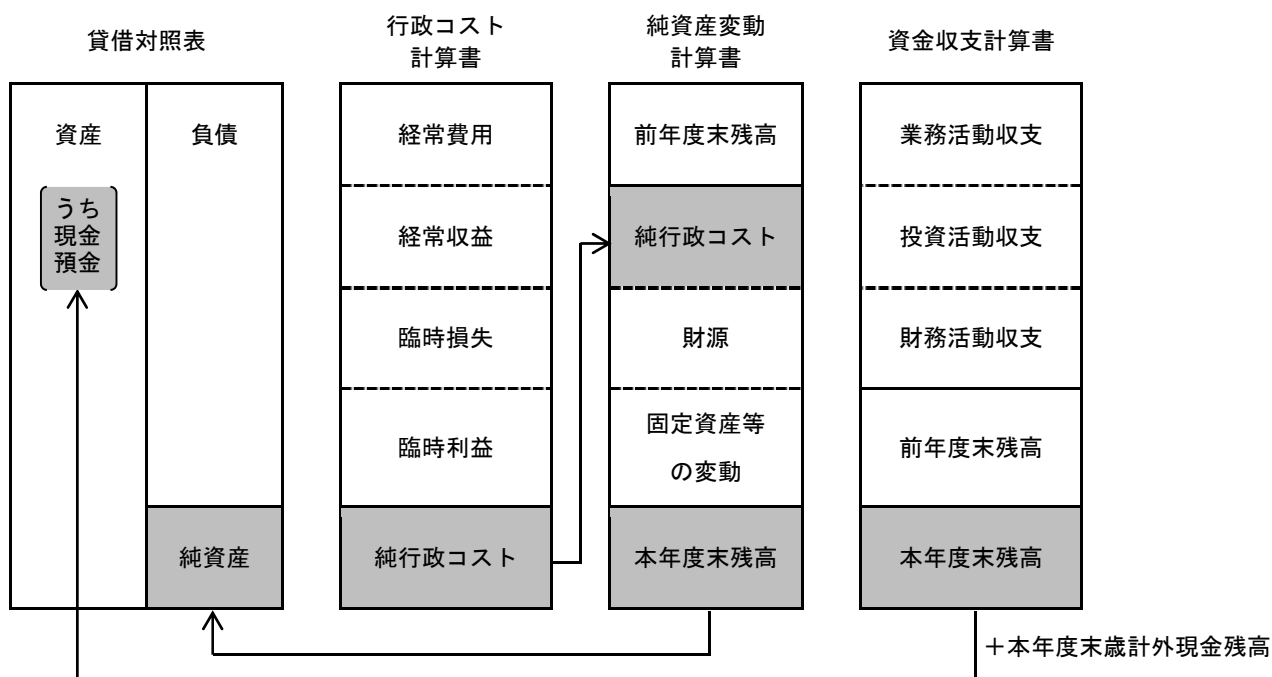 貸借対照表
資産
うち
現金
預金
負債
純資産
行政コスト
計算書
経常費用
経常収益
臨時損失
臨時利益
純行政コスト
純資産変動
計算書
前年度末残高
純行政コスト
財源
固定資産等
の変動
本年度末残高
資金収支計算書
業務活動収支
投資活動収支
財務活動収支
前年度末残高
本年度末残高
＋本年度末歳計外現金残高